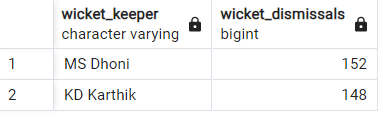 wicket_keeper wicket_dismissals
character varying bigint
1 MS Dhoni 152
2 KD Karthik 148